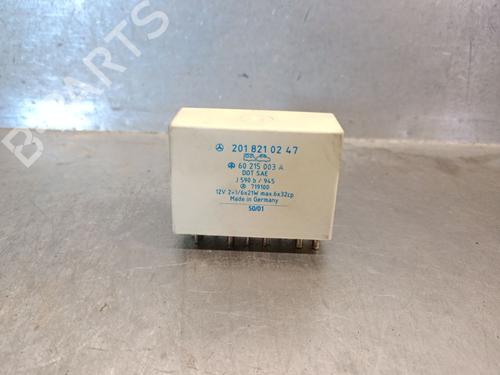 B-PARTS
201 821 02 47
60 215 003 A
DOT SAE
J 590 b / 945
719100
12V 2+1/6x21W max.6x32cp
Made in Germany
50/01